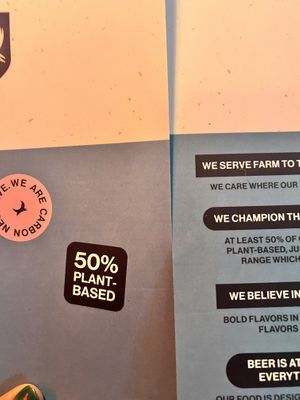 WE. WE ARE CARBON NE
50%
PLANT-
BASED
WE SERVE FARM TO T
WE CARE WHERE OUR
WE CHAMPION TH
AT LEAST 50% OF
PLANT-BASED, JU
RANGE WHICH
WE BELIEVE IN
BOLD FLAVORS IN
FLAVORS
BEER IS AT
EVERYT
OUR FOOD IS DESIG